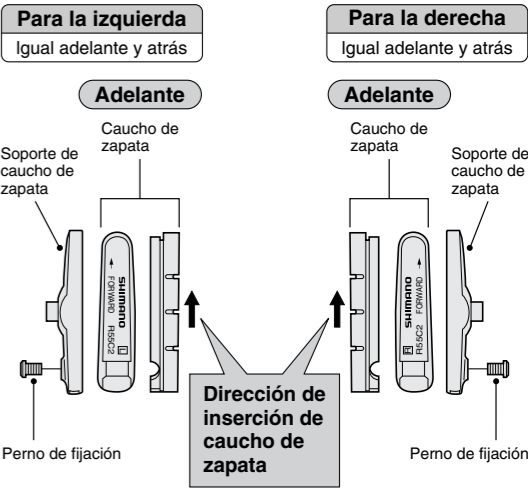 Para la izquierda
Igual adelante y atrás
Adelante
Caucho de
zapata
Soporte de
caucho de
zapata
FORWARD
SHIMANO
R55C2
L
Perno de fijación
Para la derecha
Igual adelante y atrás
Adelante
Caucho de
zapata
Soporte de
caucho de
zapata
SHIMANO
R55C2 FORWARD
R
Perno de fijación
Dirección de
inserción de
caucho de
zapata